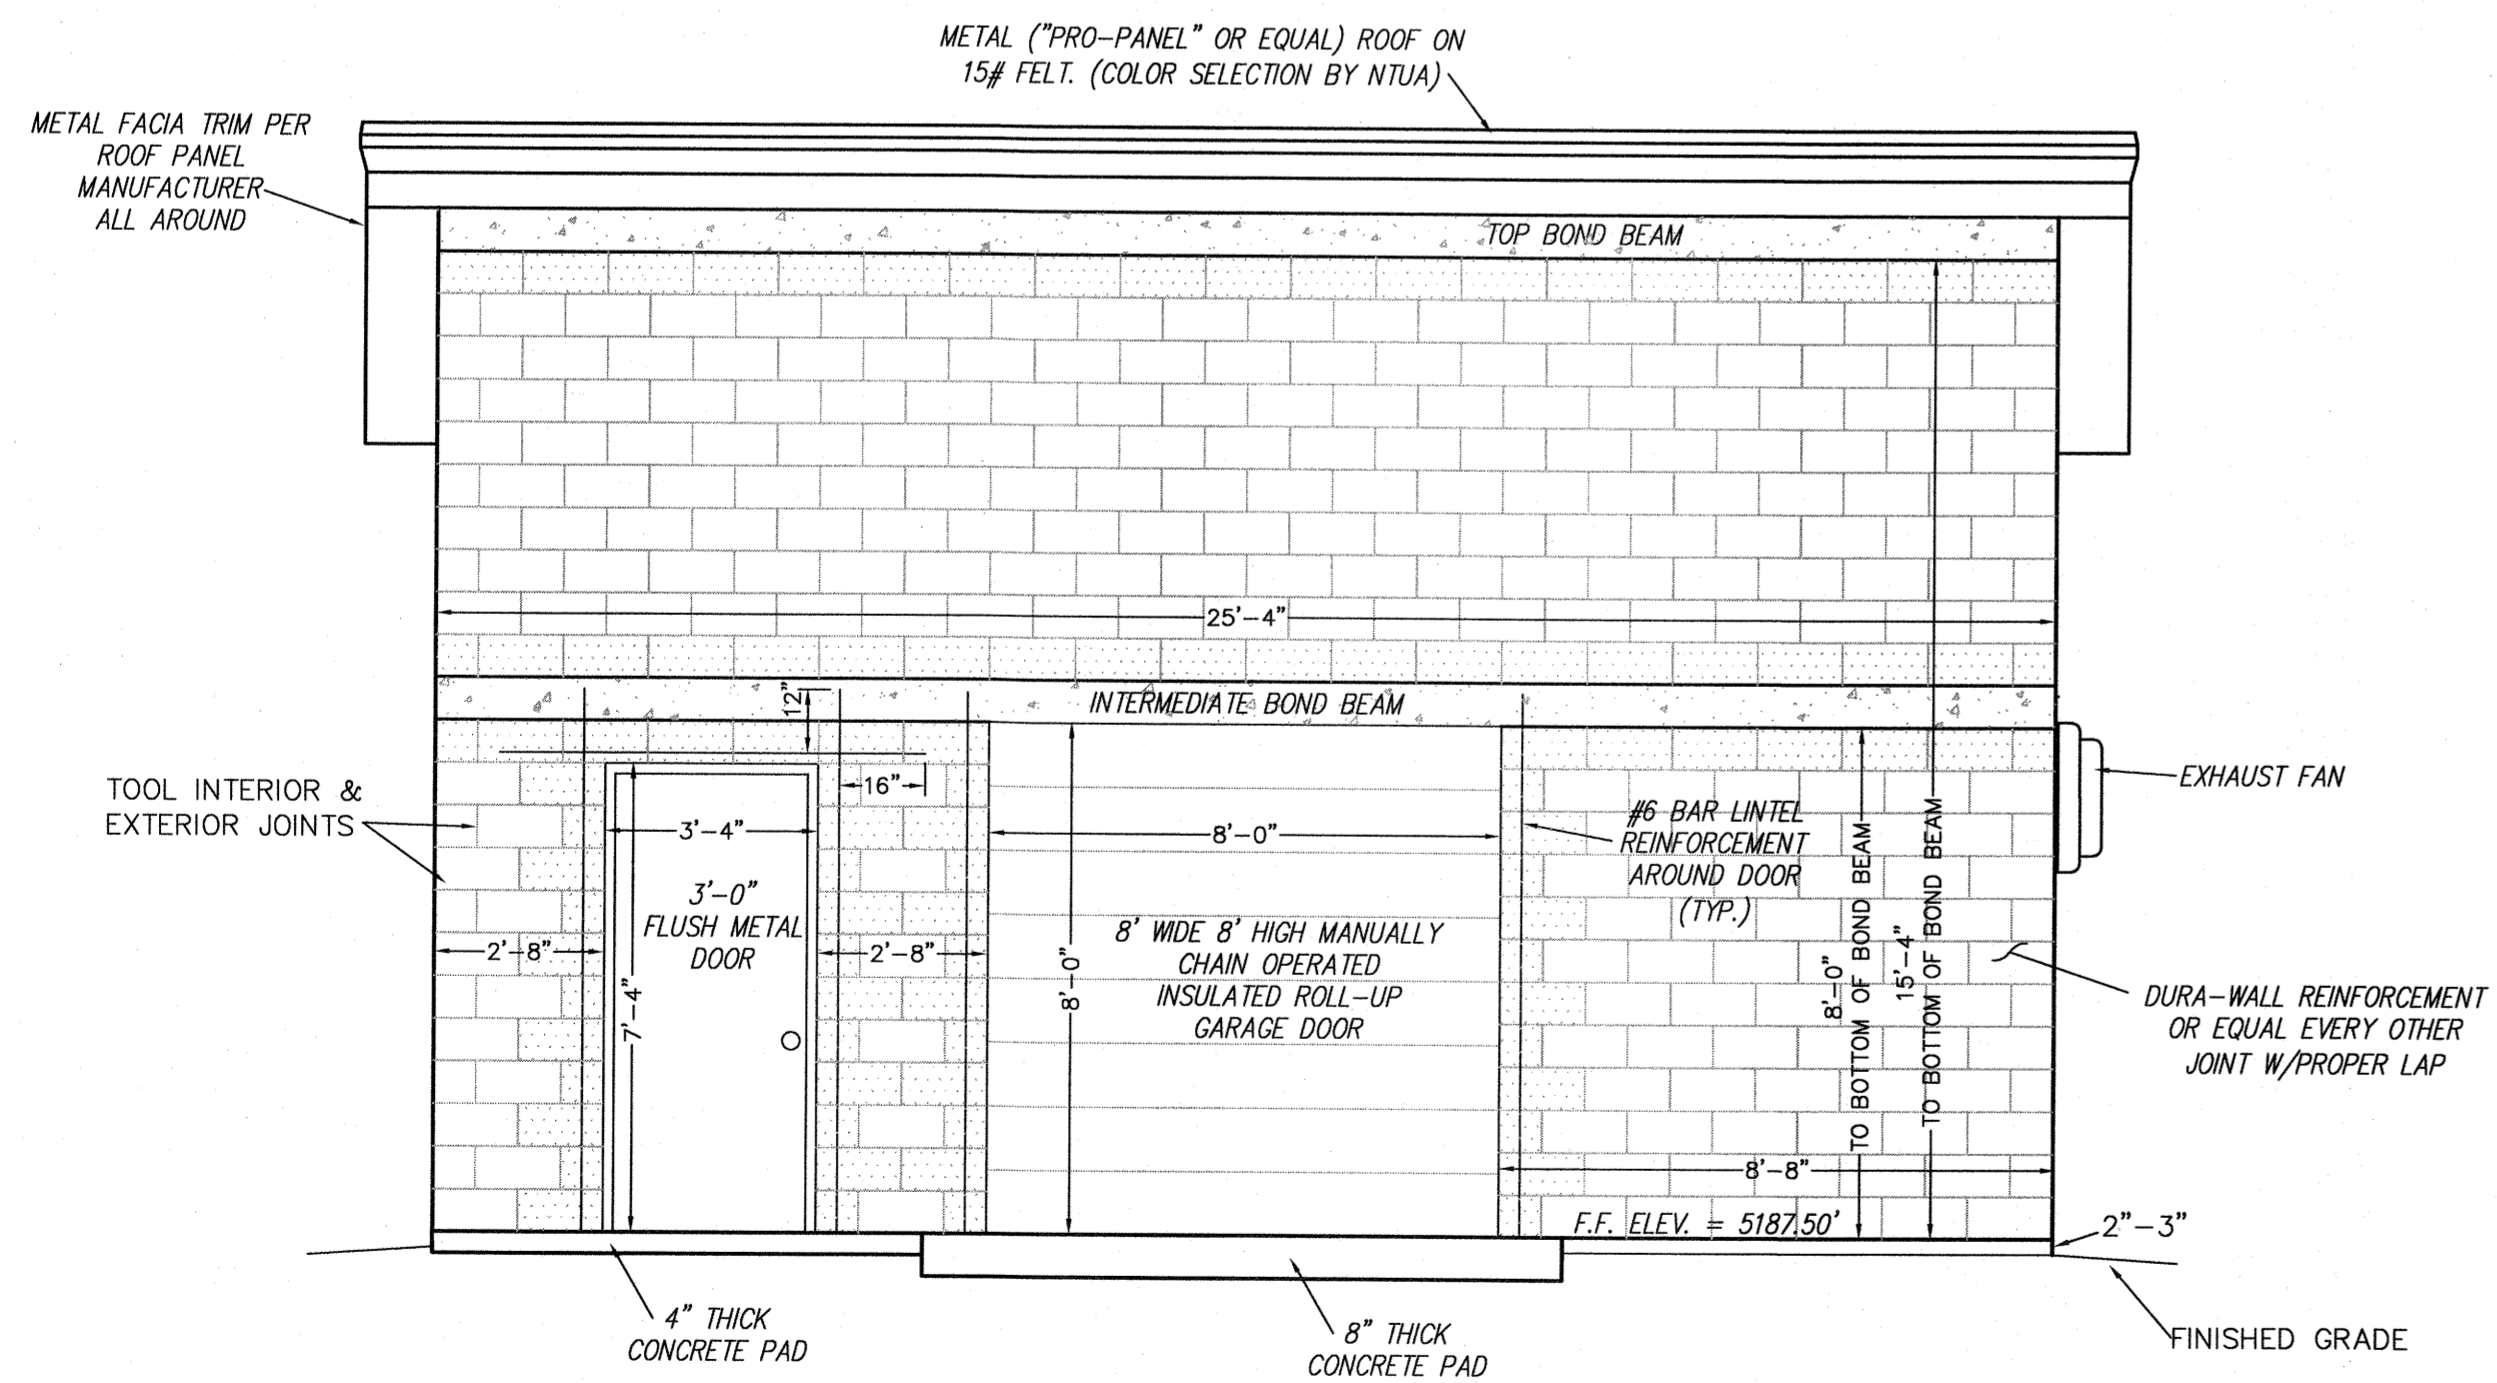 METAL ("PRO-PANEL" OR EQUAL) ROOF ON
15# FELT. (COLOR SELECTION BY NTUA)
METAL FACIA TRIM PER
ROOF PANEL
MANUFACTURER
ALL AROUND
TOP BOND BEAM
25'-4"
12"
INTERMEDIATE BOND BEAM
TOOL INTERIOR &
EXTERIOR JOINTS
16"
3'-4"
8'-0"
#6 BAR LINTEL
REINFORCEMENT
AROUND DOOR
(TYP.)
EXHAUST FAN
3'-0"
FLUSH METAL
DOOR
2'-8"
2'-8"
7'-4"
8'-0"
8' WIDE 8' HIGH MANUALLY
CHAIN OPERATED
INSULATED ROLL-UP
GARAGE DOOR
8'-0"
TO BOTTOM OF BOND BEAM
15'-4"
TO BOTTOM OF BOND BEAM
DURA-WALL REINFORCEMENT
OR EQUAL EVERY OTHER
JOINT W/PROPER LAP
8'-8"
F.F. ELEV. = 5187.50'
2"-3"
4" THICK
CONCRETE PAD
8" THICK
CONCRETE PAD
FINISHED GRADE